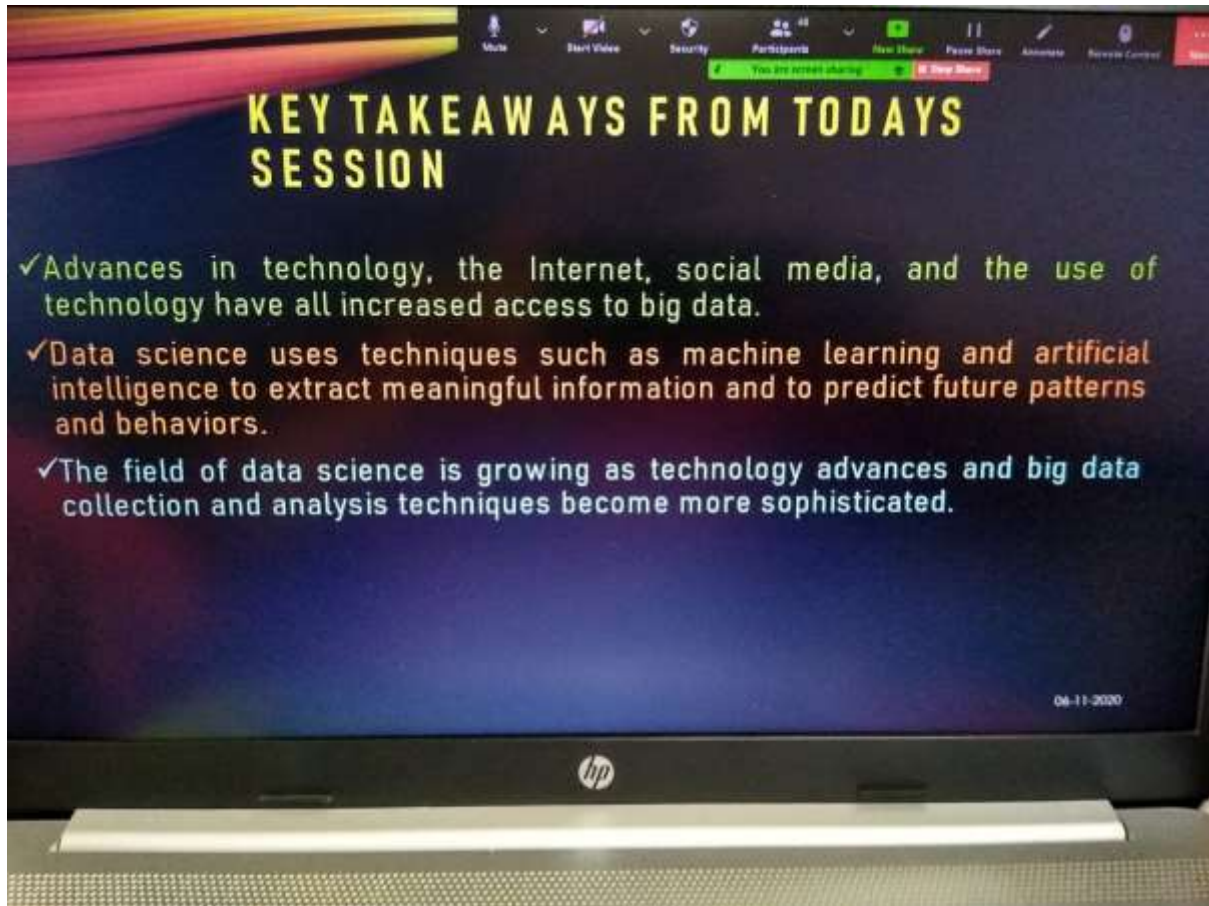 Mute
Start Video
Security
Participants
New Share
Pause Share
Annotate
Remote Control
You are screen sharing
Stop Share
KEY TAKEAWAYS FROM TODAYS
SESSION
✓Advances in technology, the Internet, social media, and the use of
technology have all increased access to big data.
✓Data science uses techniques such as machine learning and artificial
intelligence to extract meaningful information and to predict future patterns
and behaviors.
✓The field of data science is growing as technology advances and big data
collection and analysis techniques become more sophisticated.
06-11-2020
hp